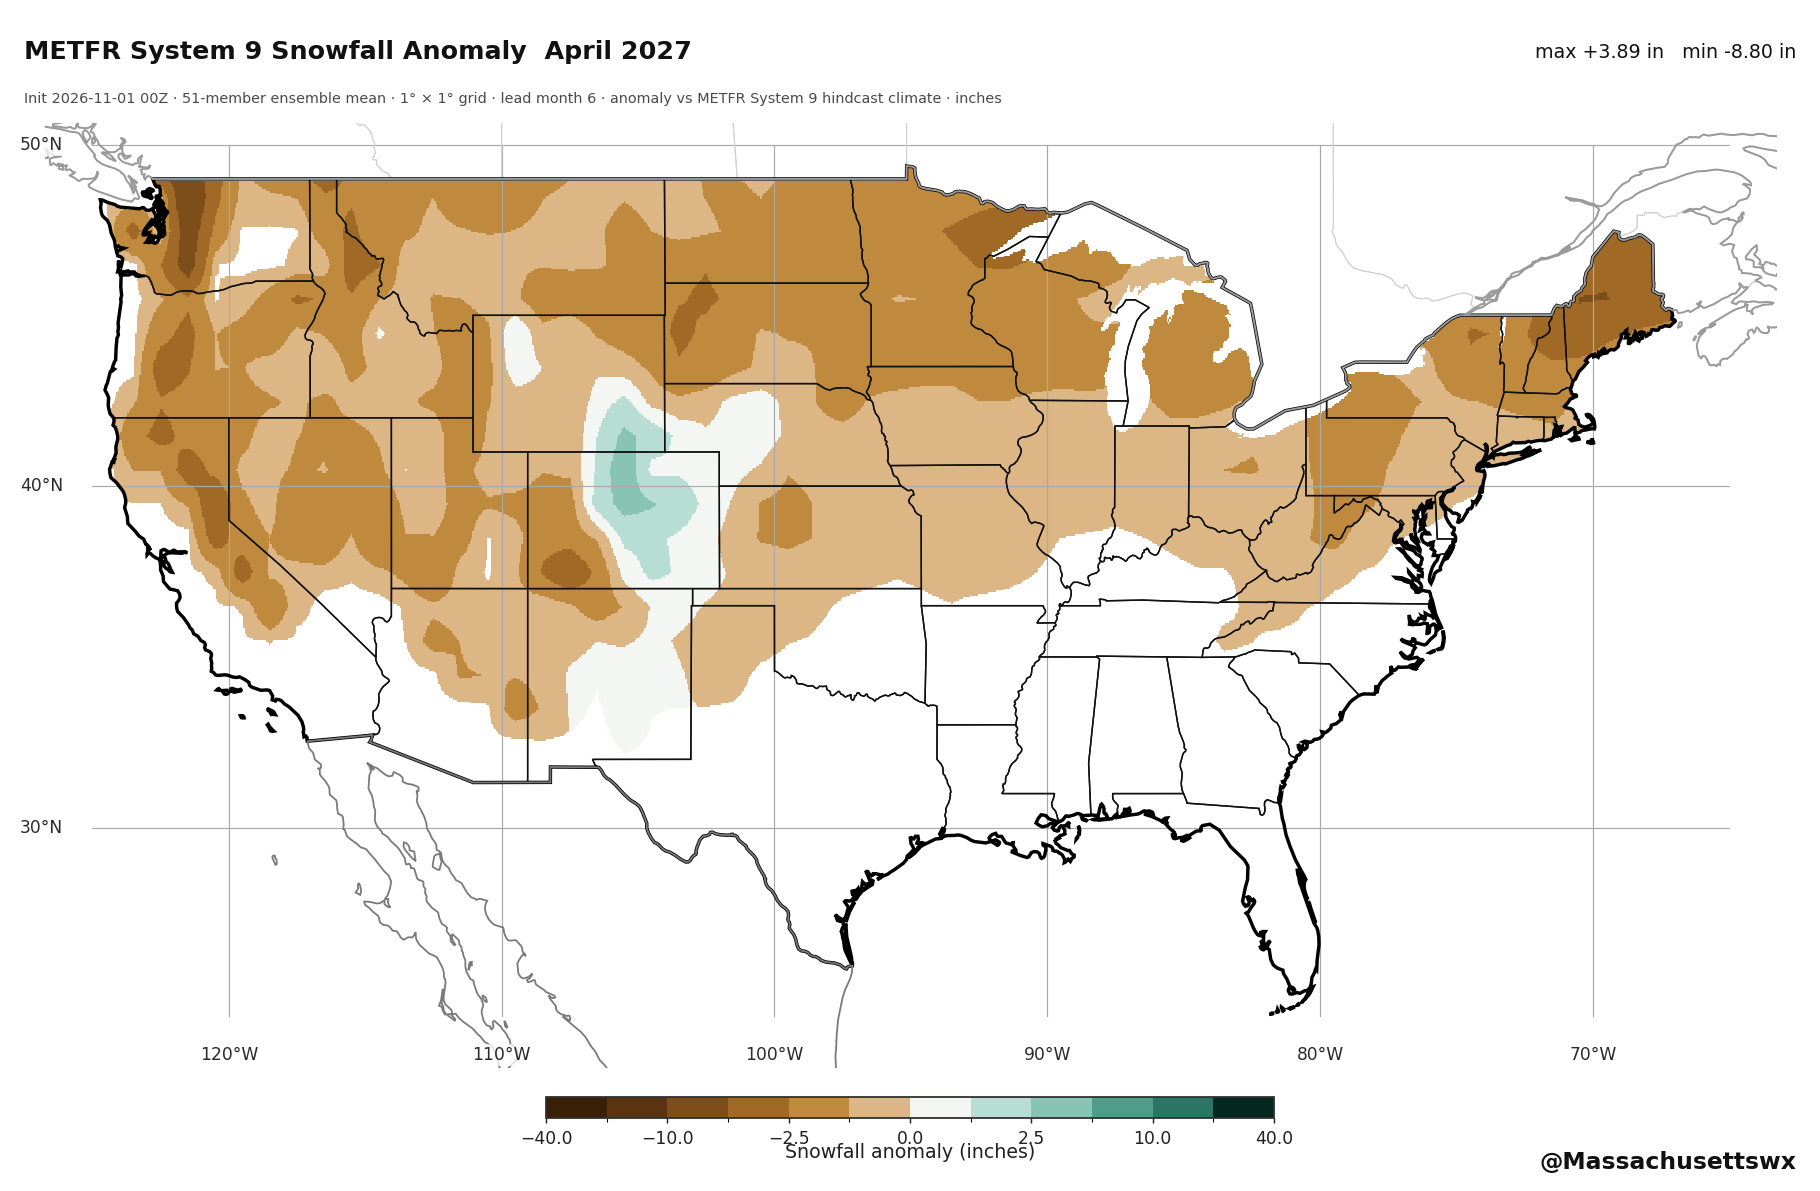 METFR System 9 Snowfall Anomaly  April 2027
max +3.89 in   min -8.80 in
Init 2026-11-01 00Z · 51-member ensemble mean · 1° × 1° grid · lead month 6 · anomaly vs METFR System 9 hindcast climate · inches
50°N
40°N
30°N
120°W 110°W 100°W 90°W 80°W 70°W
−40.0 −10.0 −2.5 0.0 2.5 10.0 40.0
Snowfall anomaly (inches)
@Massachusettswx